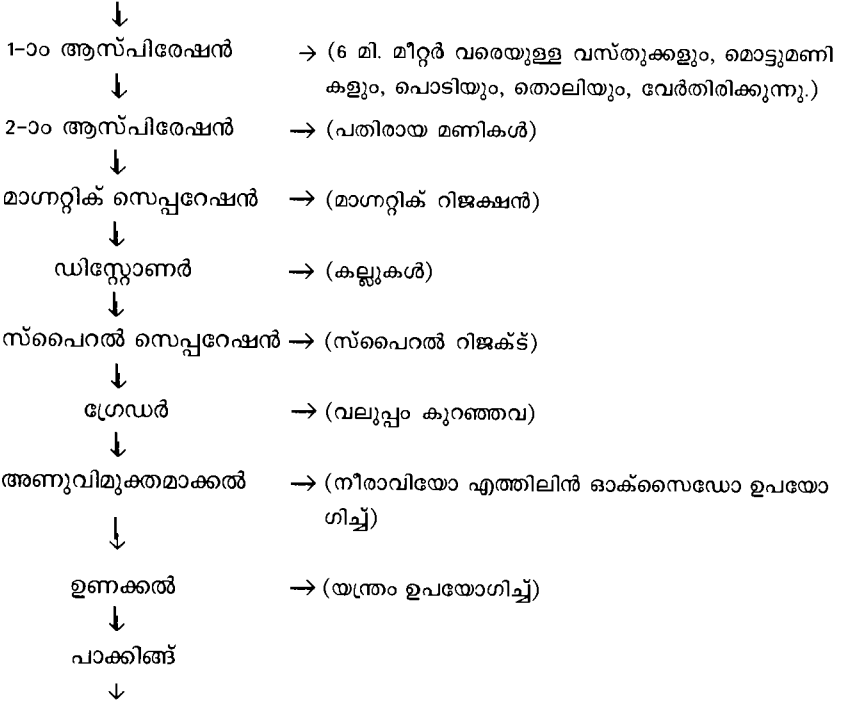 ↓
1-ാം ആസ്പിരേഷൻ → (6 മി. മീറ്റർ വരെയുള്ള വസ്തുക്കളും, മൊട്ടുമണി
↓ കളും, പൊടിയും, തൊലിയും, വേർതിരിക്കുന്നു.)
2-ാം ആസ്പിരേഷൻ → (പതിരായ മണികൾ)
↓
മാഗ്നറ്റിക് സെപ്പറേഷൻ → (മാഗ്നറ്റിക് റിജക്ഷൻ)
↓
ഡിസ്റ്റോണർ → (കല്ലുകൾ)
↓
സ്പൈറൽ സെപ്പറേഷൻ → (സ്പൈറൽ റിജക്ട്)
↓
ഗ്രേഡർ → (വലുപ്പം കുറഞ്ഞവ)
↓
അണുവിമുക്തമാക്കൽ → (നീരാവിയോ എത്തിലിൻ ഓക്സൈഡോ ഉപയോ
ഗിച്ച്)
↓
ഉണക്കൽ → (യന്ത്രം ഉപയോഗിച്ച്)
↓
പാക്കിങ്ങ്
↓